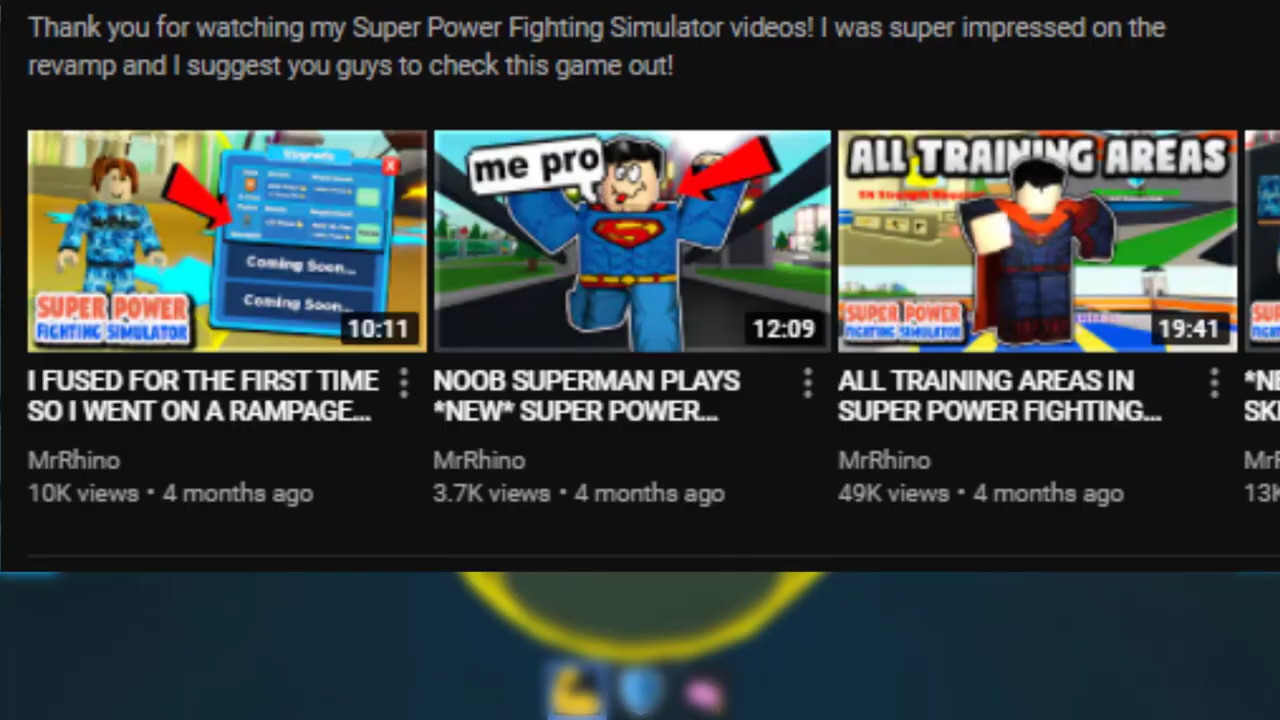 Thank you for watching my Super Power Fighting Simulator videos! I was super impressed on the
revamp and I suggest you guys to check this game out!
Upgrade
X
Coming Soon...
Coming Soon...
SUPER POWER
FIGHTING SIMULATOR
10:11
me pro
12:09
ALL TRAINING AREAS
SUPER POWER
FIGHTING SIMULATOR
19:41
I FUSED FOR THE FIRST TIME
SO I WENT ON A RAMPAGE...
MrRhino
10K views • 4 months ago
NOOB SUPERMAN PLAYS
*NEW* SUPER POWER...
MrRhino
3.7K views • 4 months ago
ALL TRAINING AREAS IN
SUPER POWER FIGHTING...
MrRhino
49K views • 4 months ago
13K